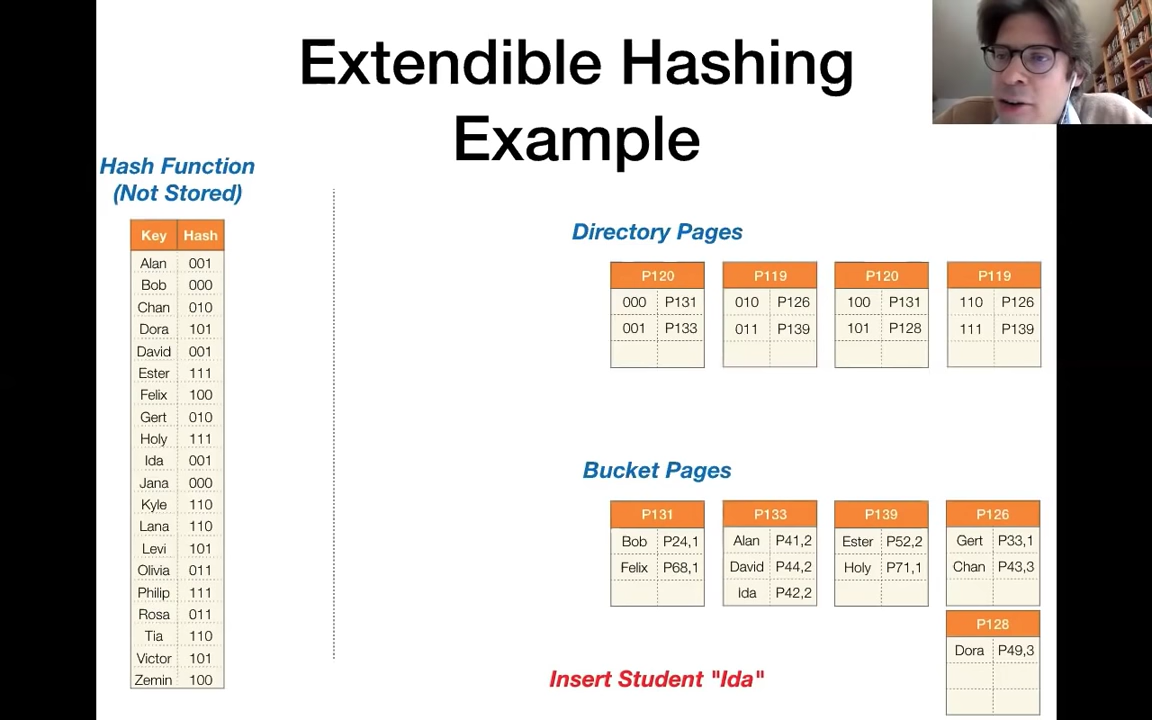 Extendible Hashing
Example
Hash Function
(Not Stored)
Key Hash
Alan 001
Bob 000
Chan 010
Dora 101
David 001
Ester 111
Felix 100
Gert 010
Holy 111
Ida 001
Jana 000
Kyle 110
Lana 110
Levi 101
Olivia 011
Philip 111
Rosa 011
Tia 110
Victor 101
Zemin 100
Directory Pages
P120
000 P131
001 P133
P119
010 P126
011 P139
P120
100 P131
101 P128
P119
110 P126
111 P139
Bucket Pages
P131
Bob P24,1
Felix P68,1
P133
Alan P41,2
David P44,2
Ida P42,2
P139
Ester P52,2
Holy P71,1
P126
Gert P33,1
Chan P43,3
P128
Dora P49,3
Insert Student "Ida"